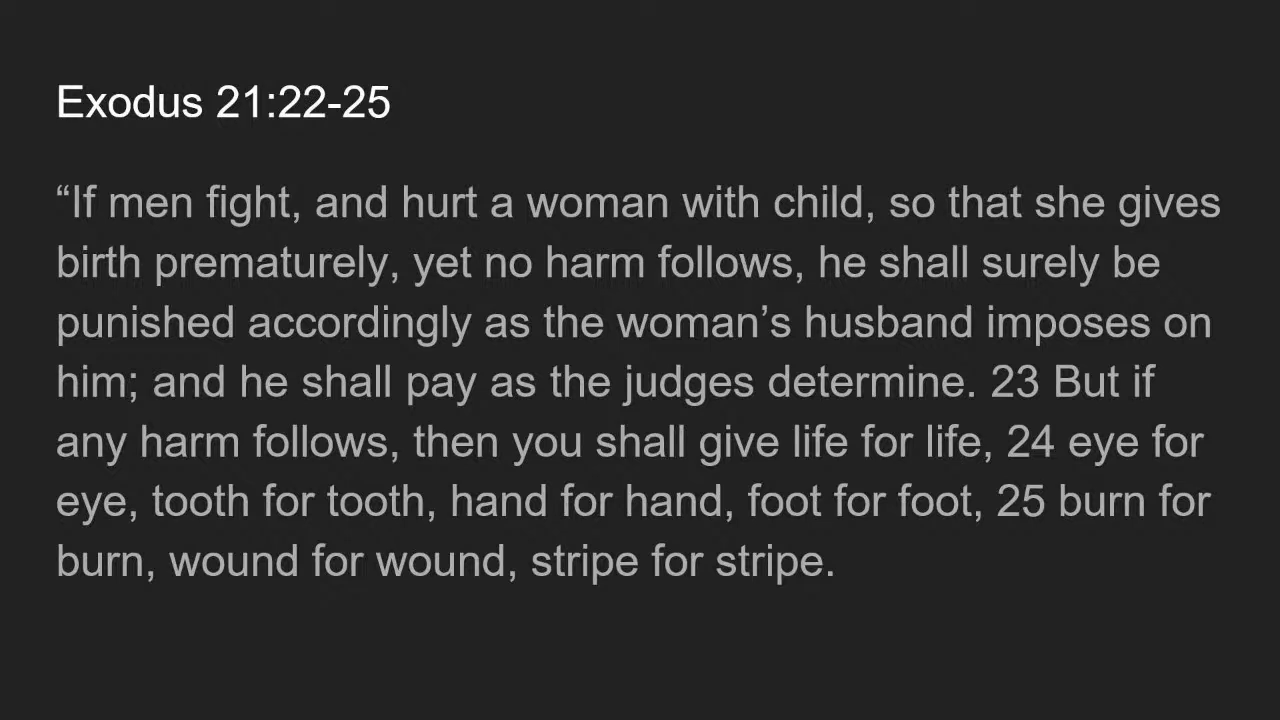 Exodus 21:22-25
“If men fight, and hurt a woman with child, so that she gives
birth prematurely, yet no harm follows, he shall surely be
punished accordingly as the woman’s husband imposes on
him; and he shall pay as the judges determine. 23 But if
any harm follows, then you shall give life for life, 24 eye for
eye, tooth for tooth, hand for hand, foot for foot, 25 burn for
burn, wound for wound, stripe for stripe.